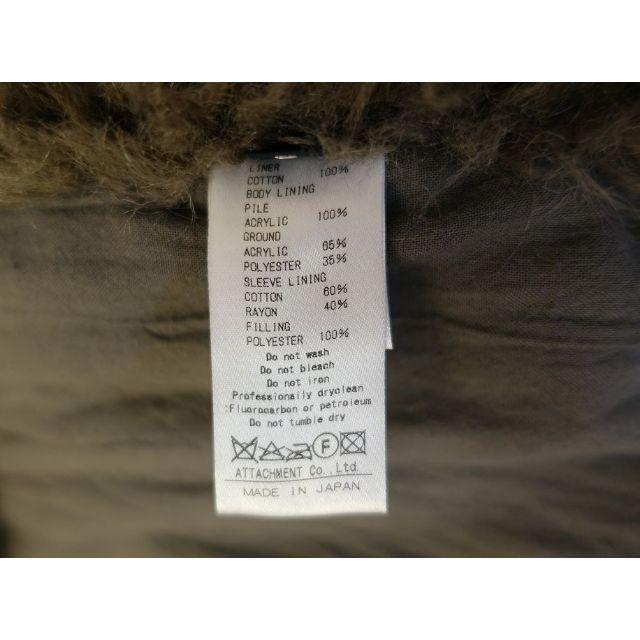 LINER
COTTON 100%
BODY LINING
PILE
ACRYLIC 100%
GROUND
ACRYLIC 65%
POLYESTER 35%
SLEEVE LINING
COTTON 60%
RAYON 40%
FILLING
POLYESTER 100%
Do not wash
Do not bleach
Do not iron
Professionally dryclean
:Fluorocarbon or petroleum
Do not tumble dry
F
ATTACHMENT Co.,Ltd.
MADE IN JAPAN